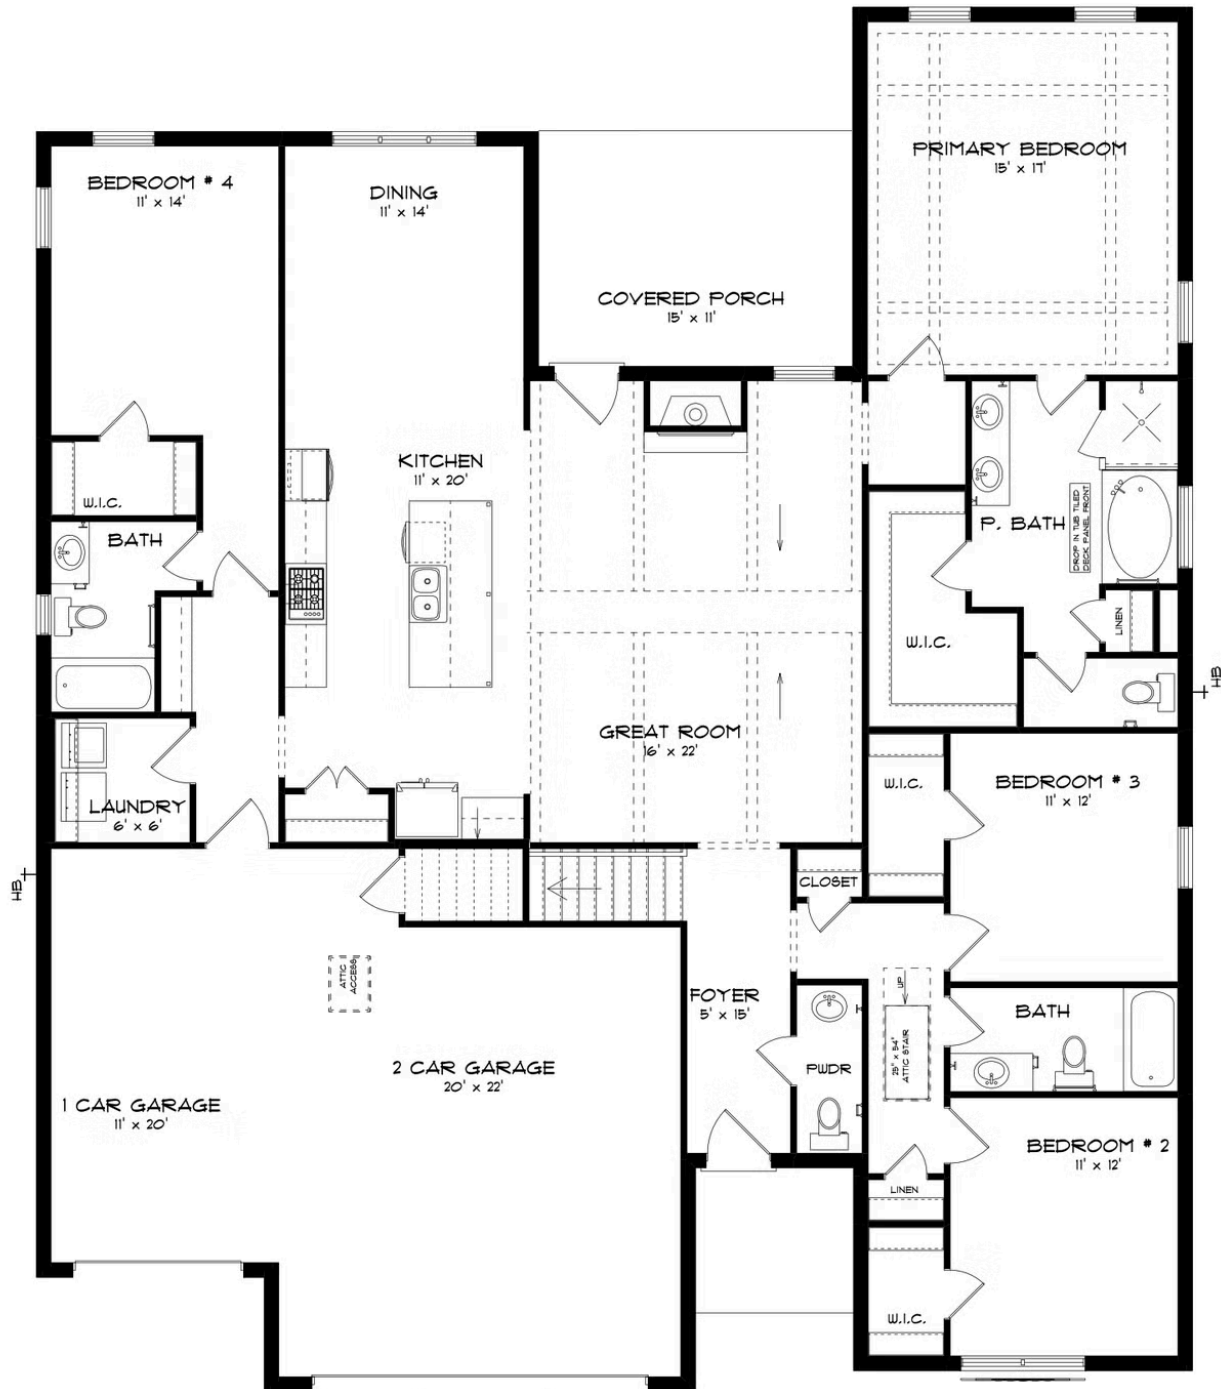 PRIMARY BEDROOM
15' x 17'
BEDROOM # 4
11' x 14'
DINING
11' x 14'
COVERED PORCH
15' x 11'
KITCHEN
11' x 20'
W.I.C.
BATH
P. BATH
DROP IN TUB TILED
DECK PANEL FRONT
LINEN
W.I.C.
HB
GREAT ROOM
16' x 22'
LAUNDRY
6' x 6'
W.I.C.
BEDROOM # 3
11' x 12'
HB
CLOSET
ATTIC
ACCESS
FOYER
5' x 15'
UP
BATH
25" x 54"
ATTIC STAIR
PWDR
2 CAR GARAGE
20' x 22'
1 CAR GARAGE
11' x 20'
BEDROOM # 2
11' x 12'
LINEN
W.I.C.